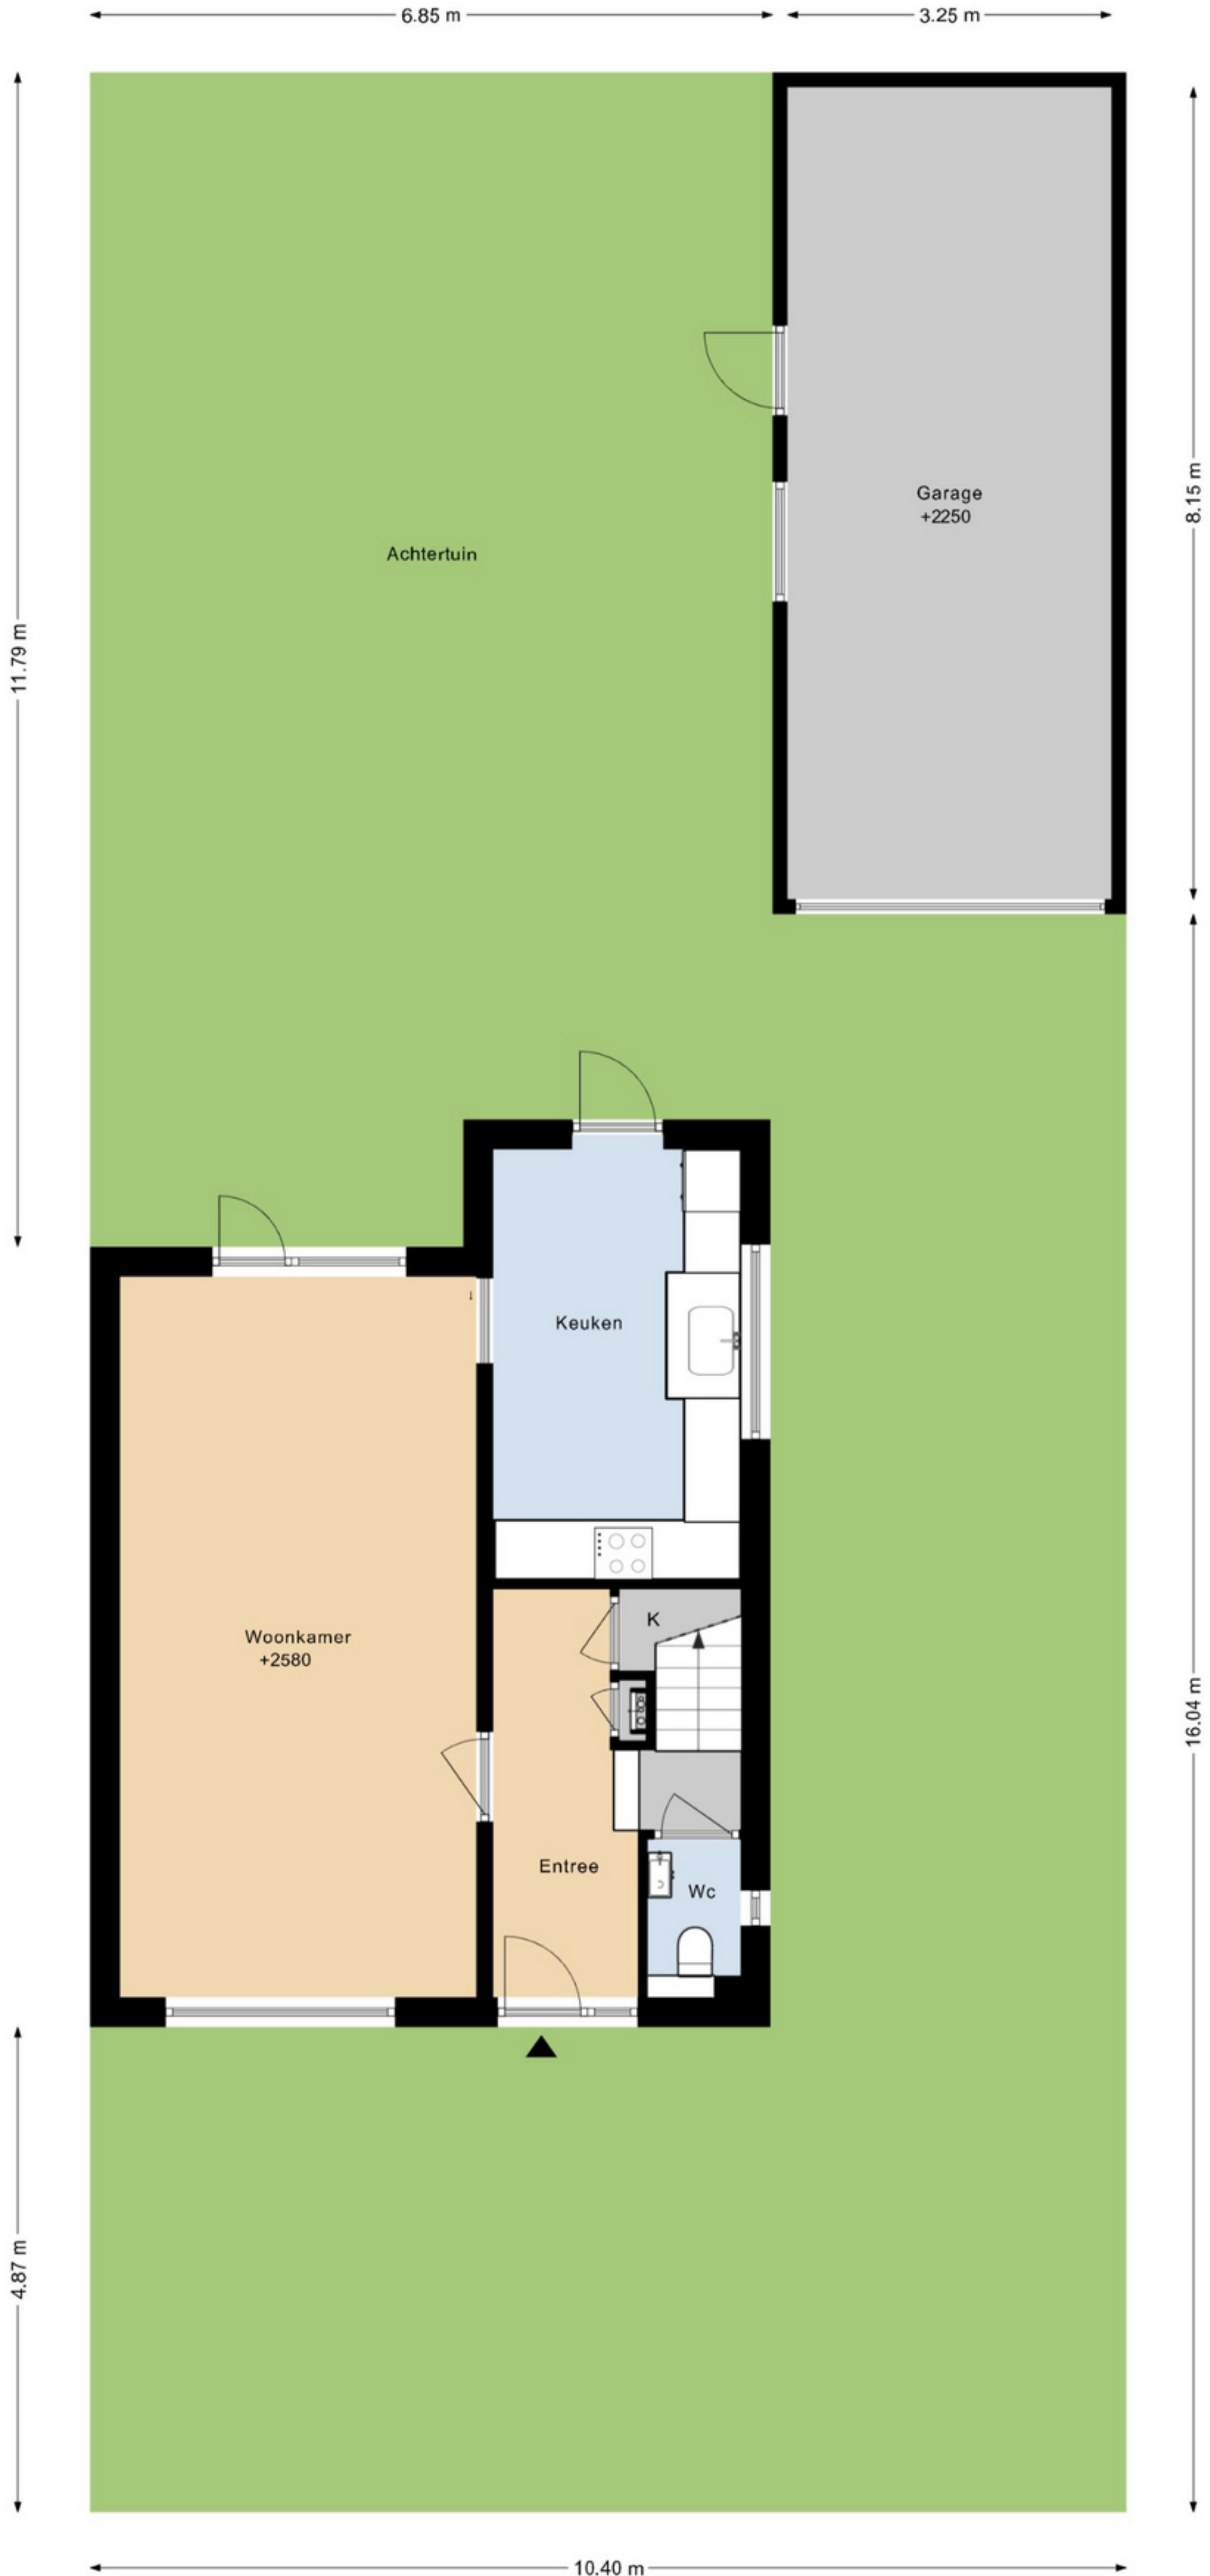 6.85 m
3.25 m
Garage
+2250
8.15 m
Achtertuin
11.79 m
Keuken
K
Woonkamer
+2580
16.04 m
Entree
Wc
4.87 m
10.40 m